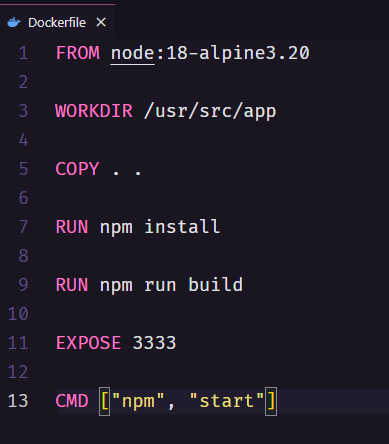 Dockerfile
1 FROM node:18-alpine3.20
2
3 WORKDIR /usr/src/app
4
5 COPY . .
6
7 RUN npm install
8
9 RUN npm run build
10
11 EXPOSE 3333
12
13 CMD ["npm", "start"]